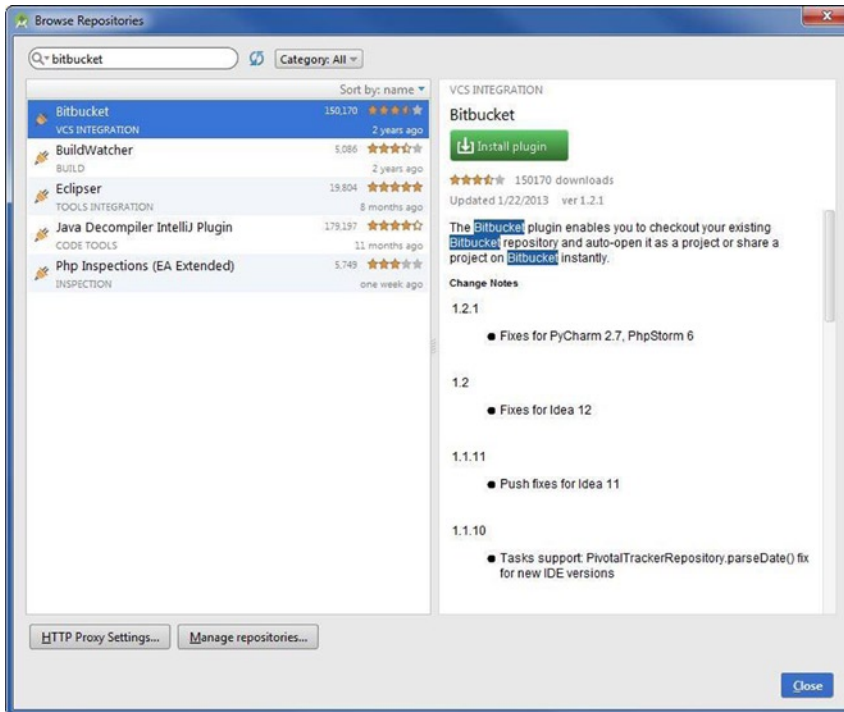 Browse Repositories
bitbucket
Category: All
Sort by: name
Bitbucket 150,170
VCS INTEGRATION 2 years ago
BuildWatcher 5,086
BUILD 2 years ago
Eclipser 19,804
TOOLS INTEGRATION 8 months ago
Java Decompiler IntelliJ Plugin 179,197
CODE TOOLS 11 months ago
Php Inspections (EA Extended) 5,749
INSPECTION one week ago
VCS INTEGRATION
Bitbucket
Install plugin
150170 downloads
Updated 1/22/2013 ver 1.2.1
The Bitbucket plugin enables you to checkout your existing
Bitbucket repository and auto-open it as a project or share a
project on Bitbucket instantly.
Change Notes
1.2.1
● Fixes for PyCharm 2.7, PhpStorm 6
1.2
● Fixes for Idea 12
1.1.11
● Push fixes for Idea 11
1.1.10
● Tasks support: PivotalTrackerRepository.parseDate() fix
for new IDE versions
HTTP Proxy Settings...
Manage repositories...
Close